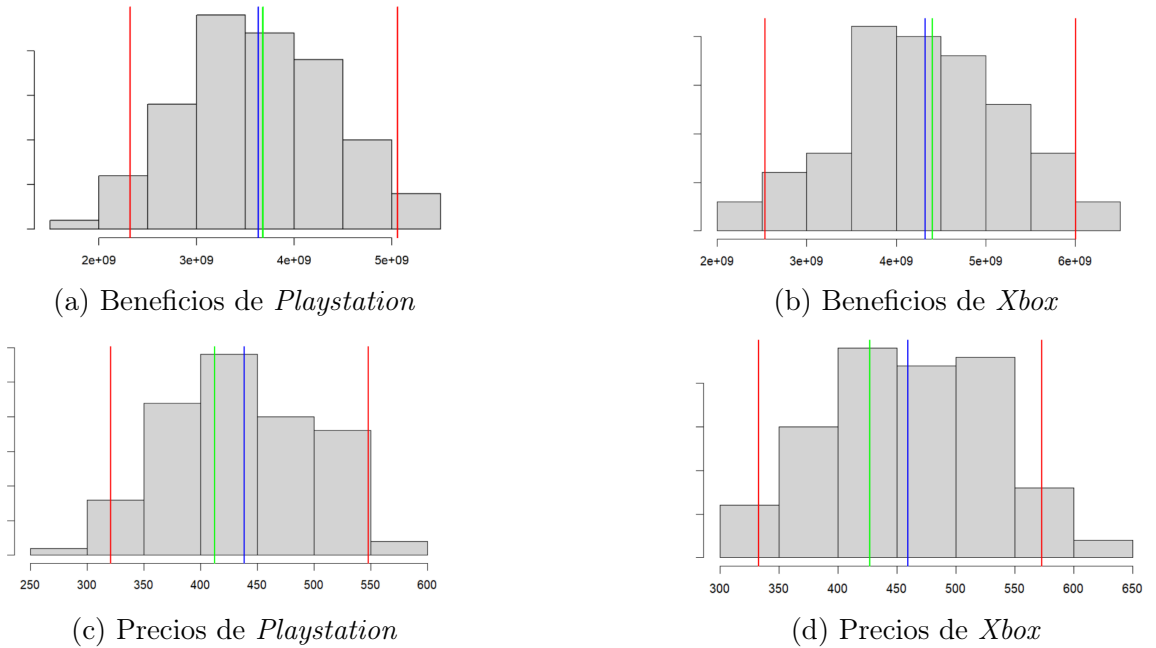 2e+09 3e+09 4e+09 5e+09
(a) Beneficios de Playstation
2e+09 3e+09 4e+09 5e+09 6e+09
(b) Beneficios de Xbox
250 300 350 400 450 500 550 600
(c) Precios de Playstation
300 350 400 450 500 550 600 650
(d) Precios de Xbox